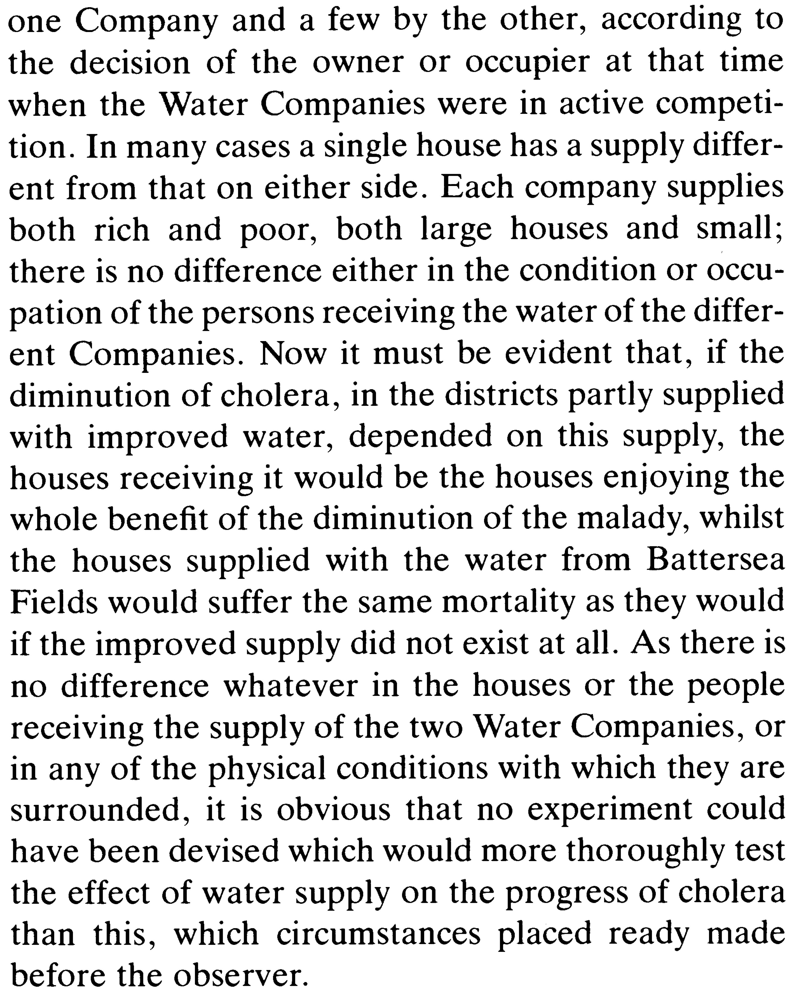 one Company and a few by the other, according to
the decision of the owner or occupier at that time
when the Water Companies were in active competi-
tion. In many cases a single house has a supply differ-
ent from that on either side. Each company supplies
both rich and poor, both large houses and small;
there is no difference either in the condition or occu-
pation of the persons receiving the water of the differ-
ent Companies. Now it must be evident that, if the
diminution of cholera, in the districts partly supplied
with improved water, depended on this supply, the
houses receiving it would be the houses enjoying the
whole benefit of the diminution of the malady, whilst
the houses supplied with the water from Battersea
Fields would suffer the same mortality as they would
if the improved supply did not exist at all. As there is
no difference whatever in the houses or the people
receiving the supply of the two Water Companies, or
in any of the physical conditions with which they are
surrounded, it is obvious that no experiment could
have been devised which would more thoroughly test
the effect of water supply on the progress of cholera
than this, which circumstances placed ready made
before the observer.